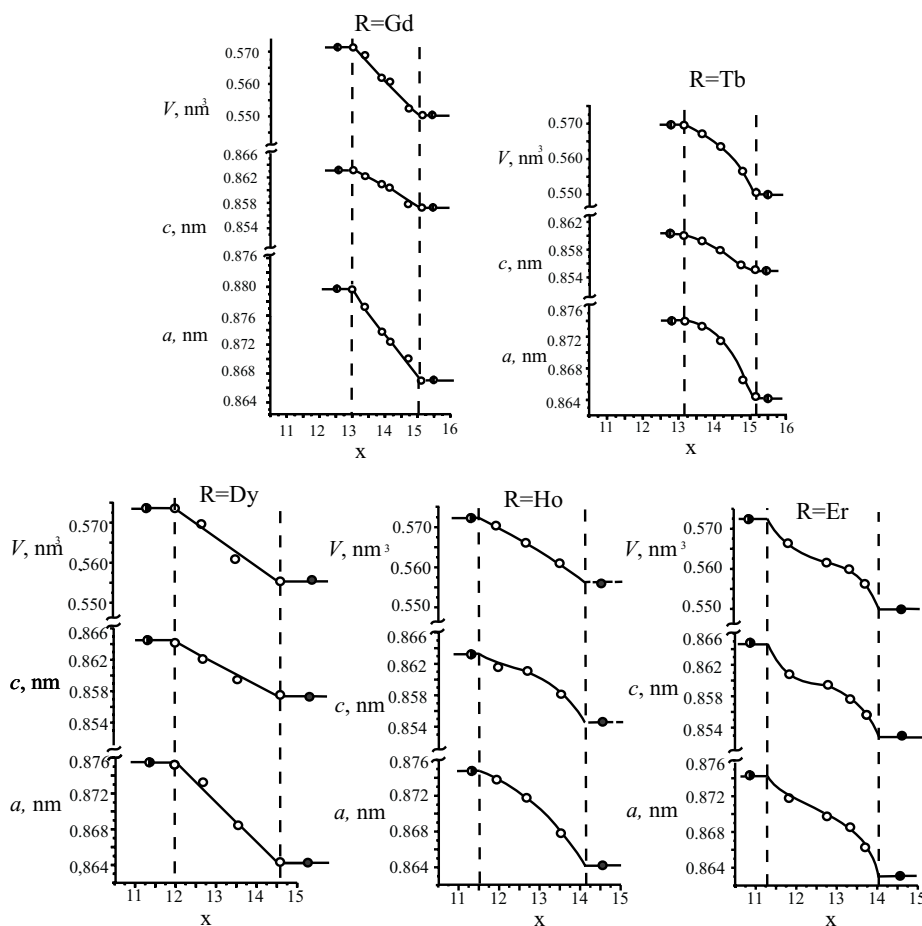 R=Gd
0.570
0.560
V, nm³
0.550
0.866
0.862
0.858
0.854
c, nm
0.876
0.880
0.876
a, nm
0.872
0.868
0.864
11 12 13 14 15 16
x
R=Tb
0.570
V, nm³
0.560
0.550
0.862
0.858
c, nm
0.854
0.876
0.872
a, nm
0.868
0.864
11 12 13 14 15 16
x
R=Dy
0.570
V, nm³
0.560
0.550
0.866
0.862
c, nm
0.858
0.854
0.876
0.872
a, nm
0.868
0,864
11 12 13 14 15
x
R=Ho
0.570
V, nm³
0.560
0.550
0.866
0.862
0.858
c, nm
0.854
0.876
0.872
a, nm
0.868
0.864
11 12 13 14 15
x
R=Er
0.570
V, nm³
0.560
0.550
0.866
0.862
c, nm
0.858
0.854
0.876
0.872
a, nm
0.868
0.864
11 12 13 14 15
x